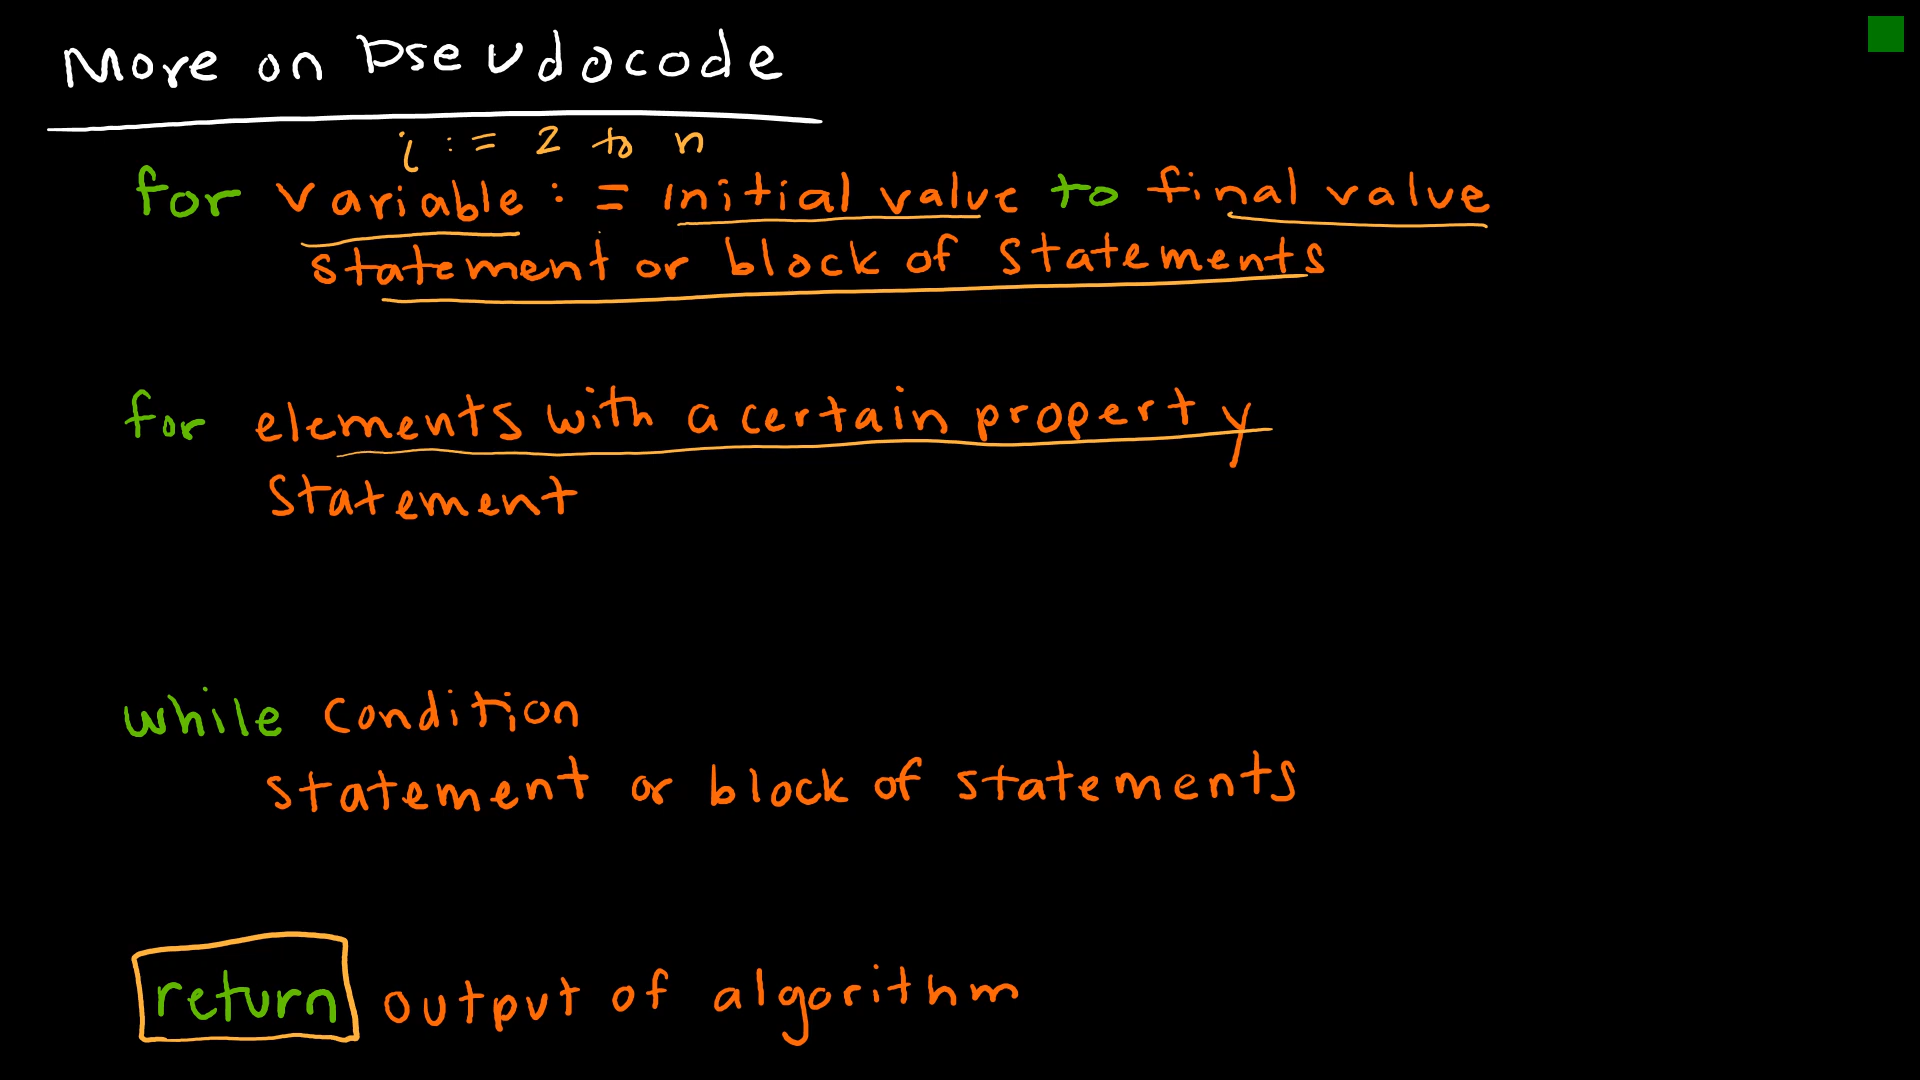 More on Pseudocode
i := 2 to n
for variable := initial value to final value
statement or block of statements
for elements with a certain property
statement
while condition
statement or block of statements
return output of algorithm